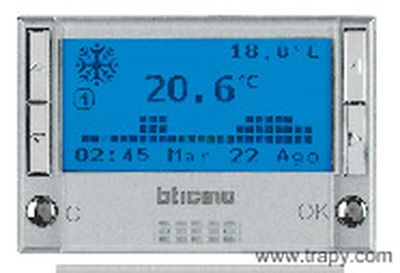 18,0°C
1
20.6°C
02:45 Mar 22 Ago
bticino
C OK
www.trapy.com